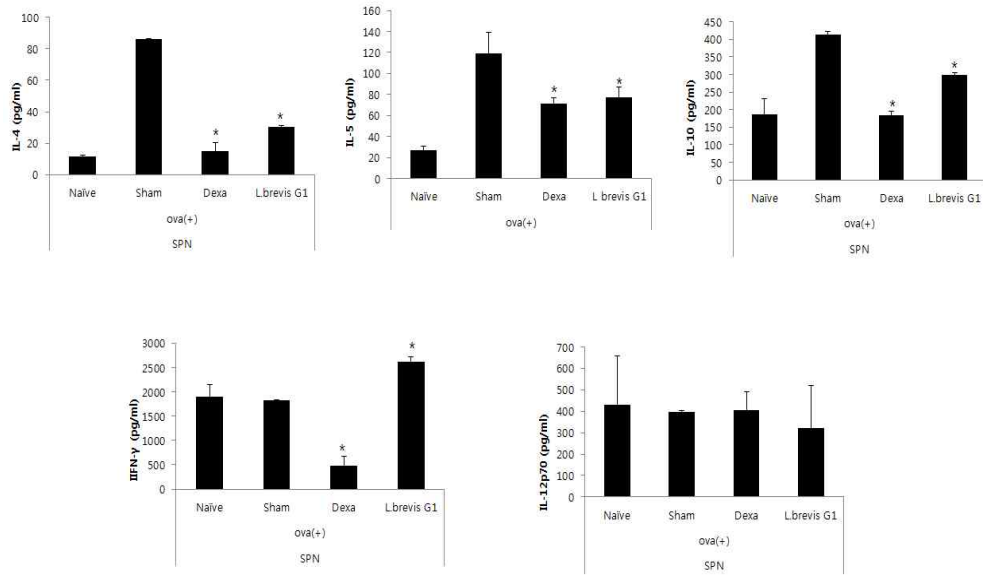 IL-4 (pg/ml)
100
80
60
40
20
0
*
*
Naïve Sham Dexa L.brevis G1
ova(+)
SPN
IL-5 (pg/ml)
160
140
120
100
80
60
40
20
0
*
*
Naïve Sham Dexa L brevis G1
ova(+)
IL-10 (pg/ml)
450
400
350
300
250
200
150
100
50
0
*
*
Naïve Sham Dexa L.brevis G1
ova(+)
SPN
IIFN-γ (pg/ml)
3000
2500
2000
1500
1000
500
0
*
*
Naïve Sham Dexa L.brevis G1
ova(+)
SPN
IL-12p70 (pg/ml)
700
600
500
400
300
200
100
0
Naïve Sham Dexa L.brevis G1
ova(+)
SPN